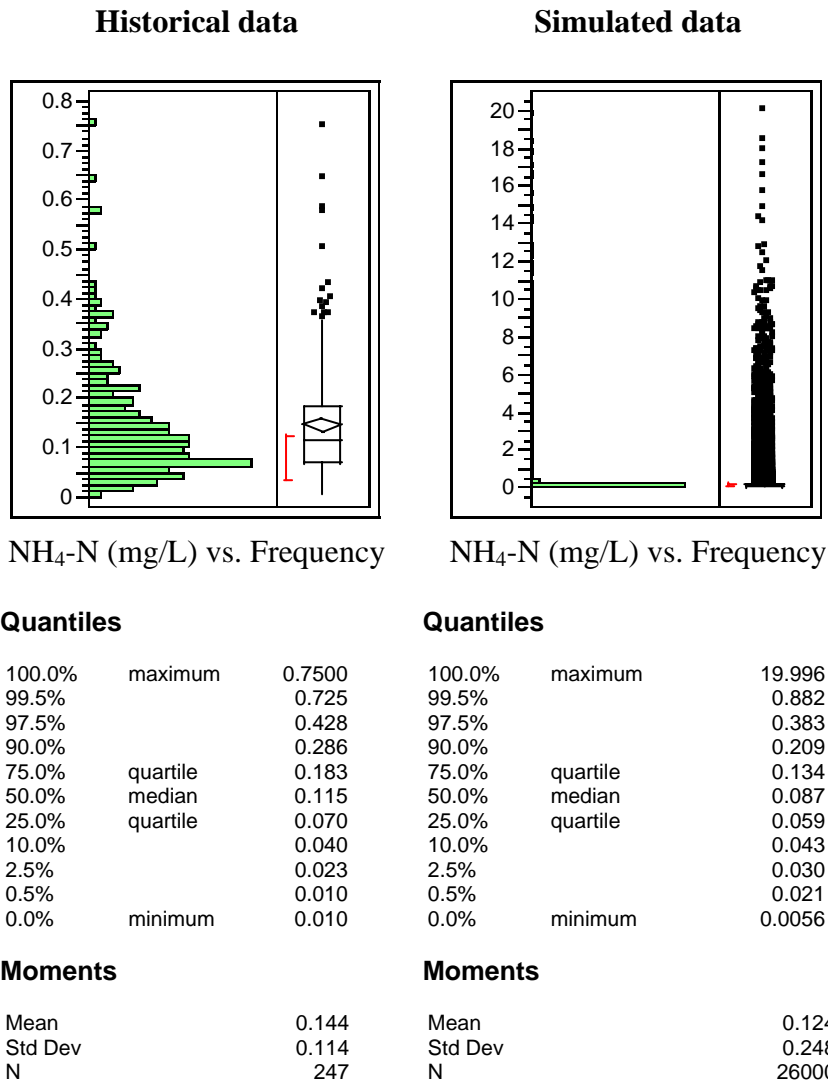 Historical data
Simulated data
0.8
0.7
0.6
0.5
0.4
0.3
0.2
0.1
0
20
18
16
14
12
10
8
6
4
2
0
NH₄-N (mg/L) vs. Frequency
NH₄-N (mg/L) vs. Frequency
Quantiles
100.0% maximum 0.7500
99.5% 0.725
97.5% 0.428
90.0% 0.286
75.0% quartile 0.183
50.0% median 0.115
25.0% quartile 0.070
10.0% 0.040
2.5% 0.023
0.5% 0.010
0.0% minimum 0.010
Moments
Mean 0.144
Std Dev 0.114
N 247
Quantiles
100.0% maximum 19.996
99.5% 0.882
97.5% 0.383
90.0% 0.209
75.0% quartile 0.134
50.0% median 0.087
25.0% quartile 0.059
10.0% 0.043
2.5% 0.030
0.5% 0.021
0.0% minimum 0.0056
Moments
Mean 0.124
Std Dev 0.248
N 26000